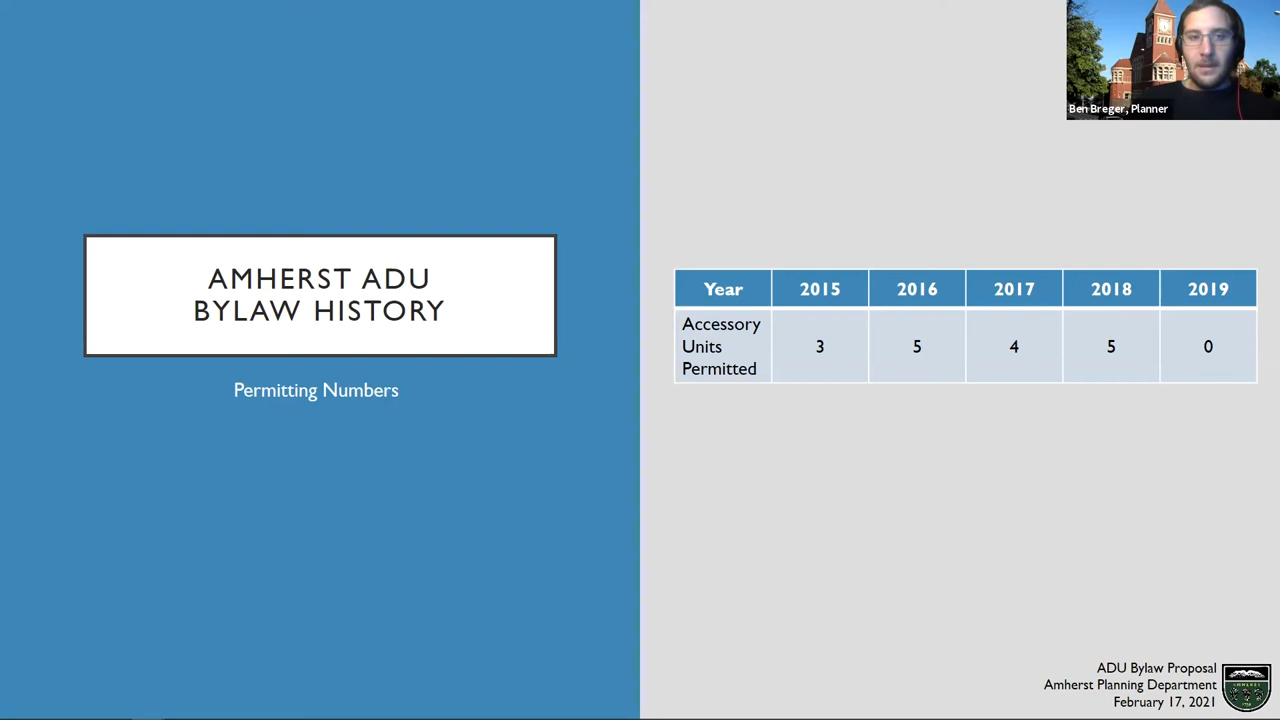 Ben Breger, Planner
AMHERST ADU
BYLAW HISTORY
Permitting Numbers
Year 2015 2016 2017 2018 2019
Accessory
Units
Permitted
3 5 4 5 0
ADU Bylaw Proposal
Amherst Planning Department
February 17, 2021